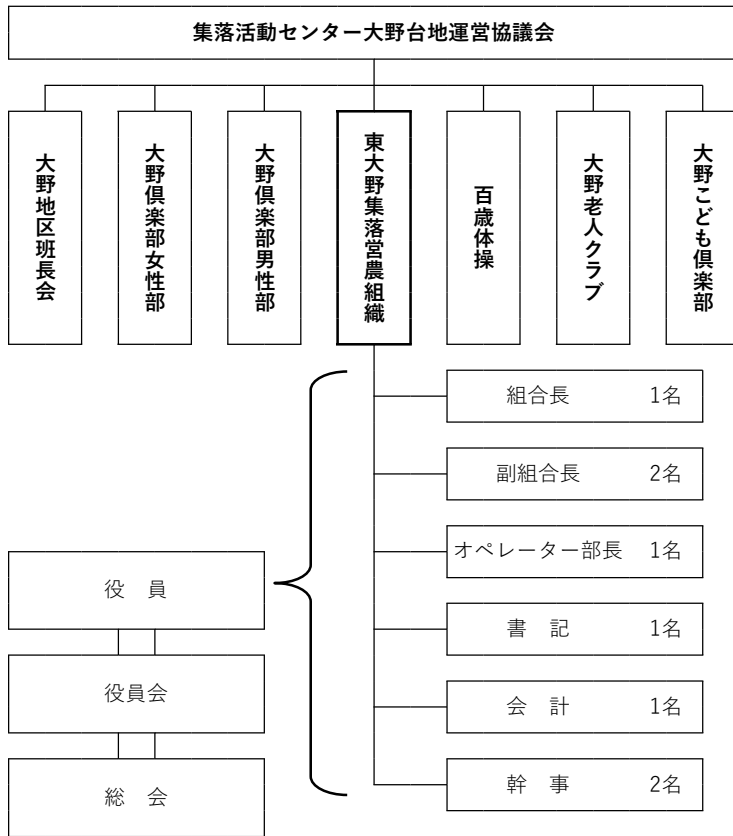 集落活動センター大野台地運営協議会
大野地区班長会
大野倶楽部女性部
大野倶楽部男性部
東大野集落営農組織
百歳体操
大野老人クラブ
大野こども倶楽部
組合長 1名
副組合長 2名
オペレーター部長 1名
書 記 1名
会 計 1名
幹 事 2名
役 員
役員会
総 会